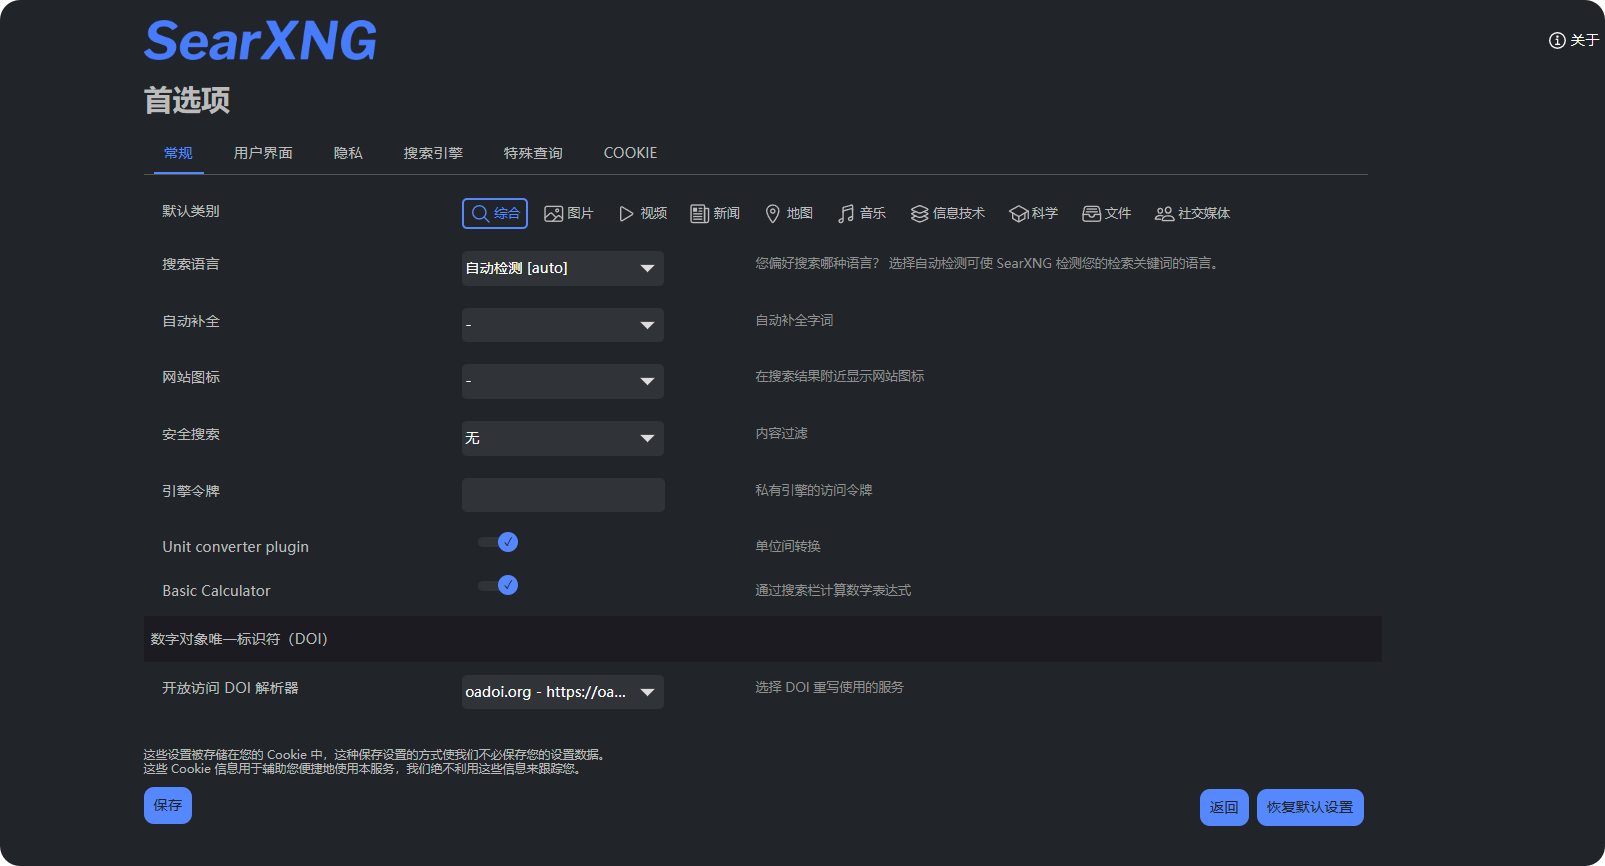 SearXNG
关于
首选项
常规 用户界面 隐私 搜索引擎 特殊查询 COOKIE
默认类别 综合 图片 视频 新闻 地图 音乐 信息技术 科学 文件 社交媒体
搜索语言 自动检测 [auto] 您偏好搜索哪种语言？ 选择自动检测可使 SearXNG 检测您的检索关键词的语言。
自动补全 - 自动补全字词
网站图标 - 在搜索结果附近显示网站图标
安全搜索 无 内容过滤
引擎令牌 私有引擎的访问令牌
Unit converter plugin 单位间转换
Basic Calculator 通过搜索栏计算数学表达式
数字对象唯一标识符（DOI）
开放访问 DOI 解析器 oadoi.org - https://oa... 选择 DOI 重写使用的服务
这些设置被存储在您的 Cookie 中，这种保存设置的方式使我们不必保存您的设置数据。
这些 Cookie 信息用于辅助您便捷地使用本服务，我们绝不利用这些信息来跟踪您。
保存 返回 恢复默认设置